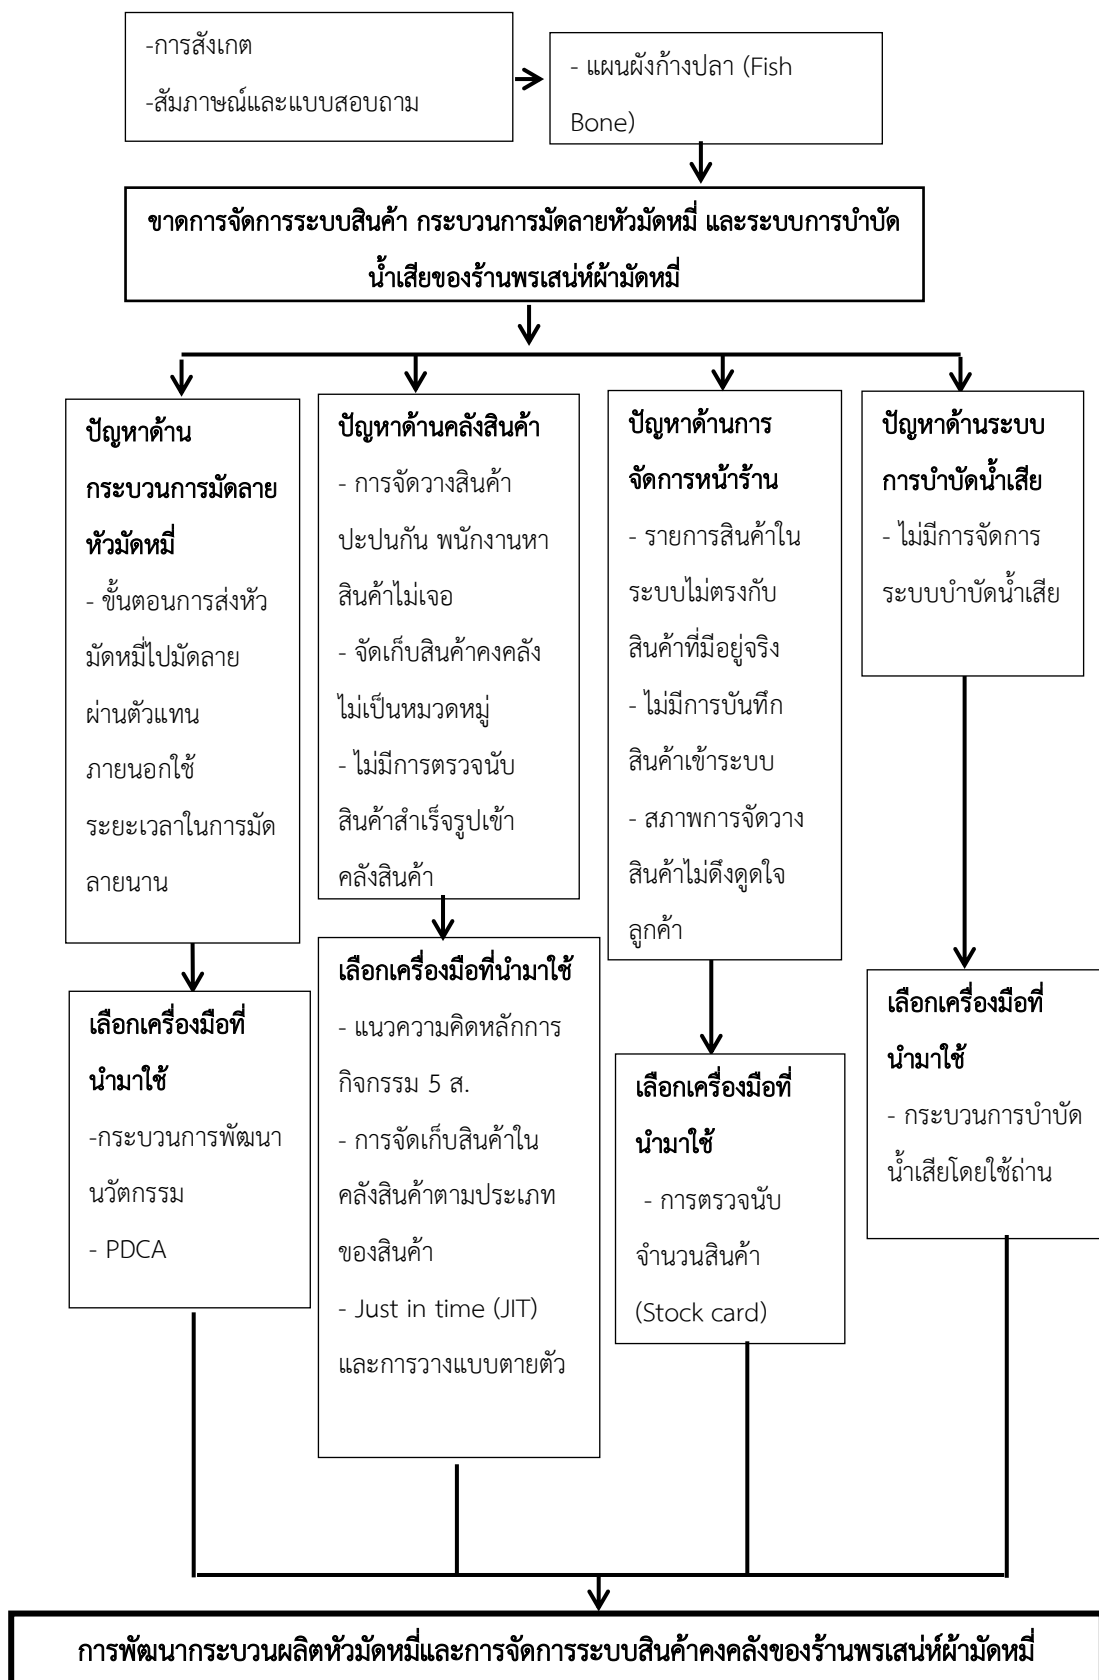 -การสังเกต
-สัมภาษณ์และแบบสอบถาม
- แผนผังก้างปลา (Fish
Bone)
ขาดการจัดการระบบสินค้า กระบวนการมัดลายหัวมัดหมี่ และระบบการบำบัด
น้ำเสียของร้านพรเสน่ห์ผ้ามัดหมี่
ปัญหาด้าน
กระบวนการมัดลาย
หัวมัดหมี่
- ขั้นตอนการส่งหัว
มัดหมี่ไปมัดลาย
ผ่านตัวแทน
ภายนอกใช้
ระยะเวลาในการมัด
ลายนาน
ปัญหาด้านคลังสินค้า
- การจัดวางสินค้า
ปะปนกัน พนักงานหา
สินค้าไม่เจอ
- จัดเก็บสินค้าคงคลัง
ไม่เป็นหมวดหมู่
- ไม่มีการตรวจนับ
สินค้าสำเร็จรูปเข้า
คลังสินค้า
ปัญหาด้านการ
จัดการหน้าร้าน
- รายการสินค้าใน
ระบบไม่ตรงกับ
สินค้าที่มีอยู่จริง
- ไม่มีการบันทึก
สินค้าเข้าระบบ
- สภาพการจัดวาง
สินค้าไม่ดึงดูดใจ
ลูกค้า
ปัญหาด้านระบบ
การบำบัดน้ำเสีย
- ไม่มีการจัดการ
ระบบบำบัดน้ำเสีย
เลือกเครื่องมือที่
นำมาใช้
-กระบวนการพัฒนา
นวัตกรรม
- PDCA
เลือกเครื่องมือที่นำมาใช้
- แนวความคิดหลักการ
กิจกรรม 5 ส.
- การจัดเก็บสินค้าใน
คลังสินค้าตามประเภท
ของสินค้า
- Just in time (JIT)
และการวางแบบตายตัว
เลือกเครื่องมือที่
นำมาใช้
- การตรวจนับ
จำนวนสินค้า
(Stock card)
เลือกเครื่องมือที่
นำมาใช้
- กระบวนการบำบัด
น้ำเสียโดยใช้ถ่าน
การพัฒนากระบวนผลิตหัวมัดหมี่และการจัดการระบบสินค้าคงคลังของร้านพรเสน่ห์ผ้ามัดหมี่